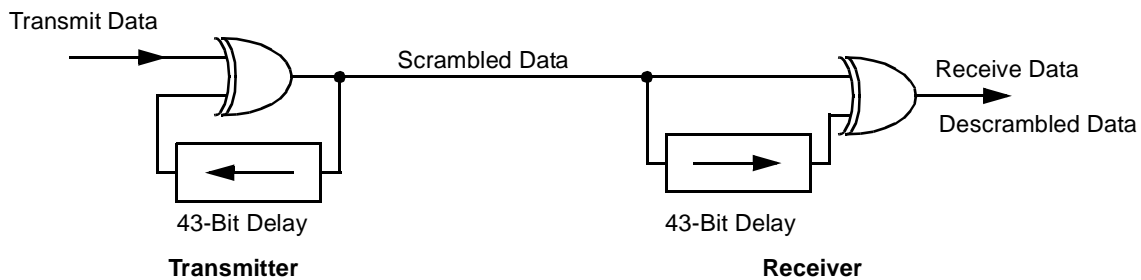 Transmit Data
Scrambled Data
Receive Data
Descrambled Data
43-Bit Delay
43-Bit Delay
Transmitter
Receiver